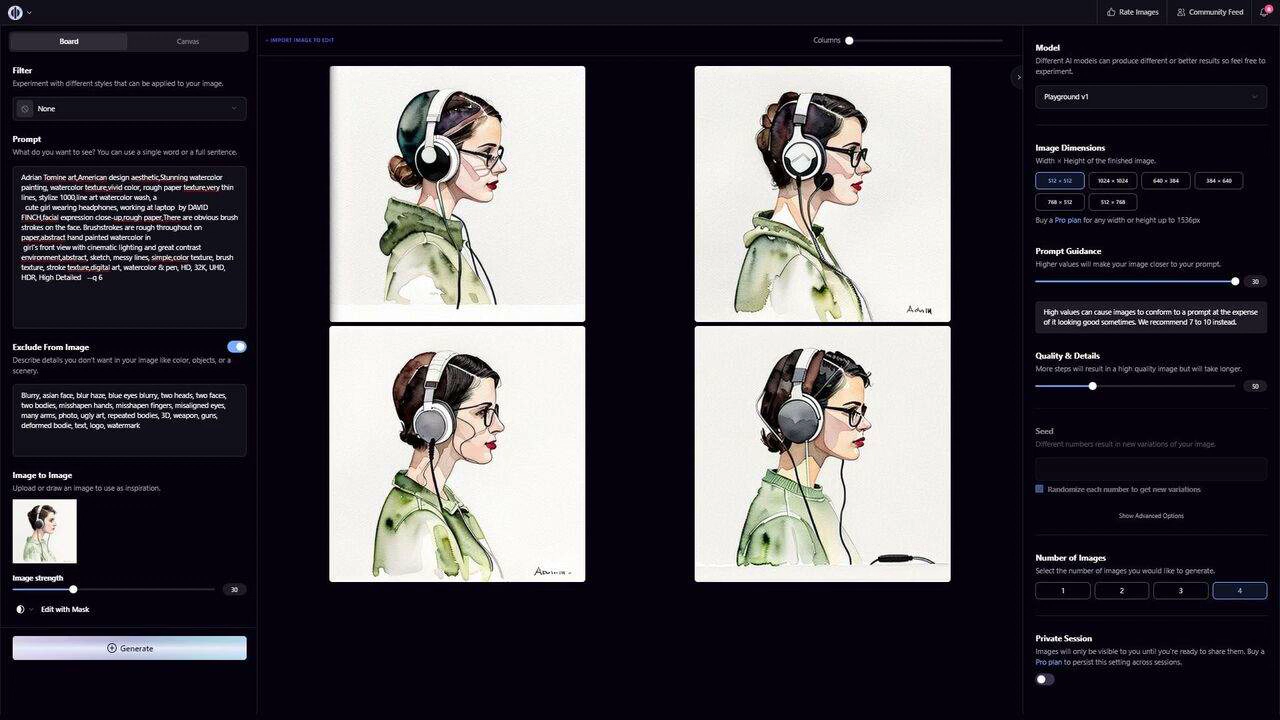 Rate Images
Community Feed
Board
Canvas
Filter
Experiment with different styles that can be applied to your image.
None
Prompt
What do you want to see? You can use a single word or a full sentence.
Adrian Tomine art,American design aesthetic,Stunning watercolor
painting, watercolor texture,vivid color, rough paper texture,very thin
lines, stylize 1000,line art watercolor wash, a
cute girl wearing headphones, working at laptop by DAVID
FINCH,facial expression close-up,rough paper,There are obvious brush
strokes on the face. Brushstrokes are rough throughout on
paper,abstract hand painted watercolor in
girl's front view with cinematic lighting and great contrast
environment,abstract, sketch, messy lines, simple,color texture, brush
texture, stroke texture,digital art, watercolor & pen, HD, 32K, UHD,
HDR, High Detailed --q 6
Exclude From Image
Describe details you don't want in your image like color, objects, or a
scenery.
Blurry, asian face, blur haze, blue eyes blurry, two heads, two faces,
two bodies, misshapen hands, misshapen fingers, misaligned eyes,
many arms, photo, ugly art, repeated bodies, 3D, weapon, guns,
deformed bodie, text, logo, watermark
Image to Image
Upload or draw an image to use as inspiration.
Image strength
30
Edit with Mask
Generate
+ IMPORT IMAGE TO EDIT
Columns
Model
Different AI models can produce different or better results so feel free to
experiment.
Playground v1
Image Dimensions
Width × Height of the finished image.
512 × 512
1024 × 1024
640 × 384
384 × 640
768 × 512
512 × 768
Buy a Pro plan for any width or height up to 1536px
Prompt Guidance
Higher values will make your image closer to your prompt.
30
High values can cause images to conform to a prompt at the expense
of it looking good sometimes. We recommend 7 to 10 instead.
Quality & Details
More steps will result in a high quality image but will take longer.
50
Seed
Different numbers result in new variations of your image.
Randomize each number to get new variations
Show Advanced Options
Number of Images
Select the number of images you would like to generate.
1
2
3
4
Private Session
Images will only be visible to you until you're ready to share them. Buy a
Pro plan to persist this setting across sessions.